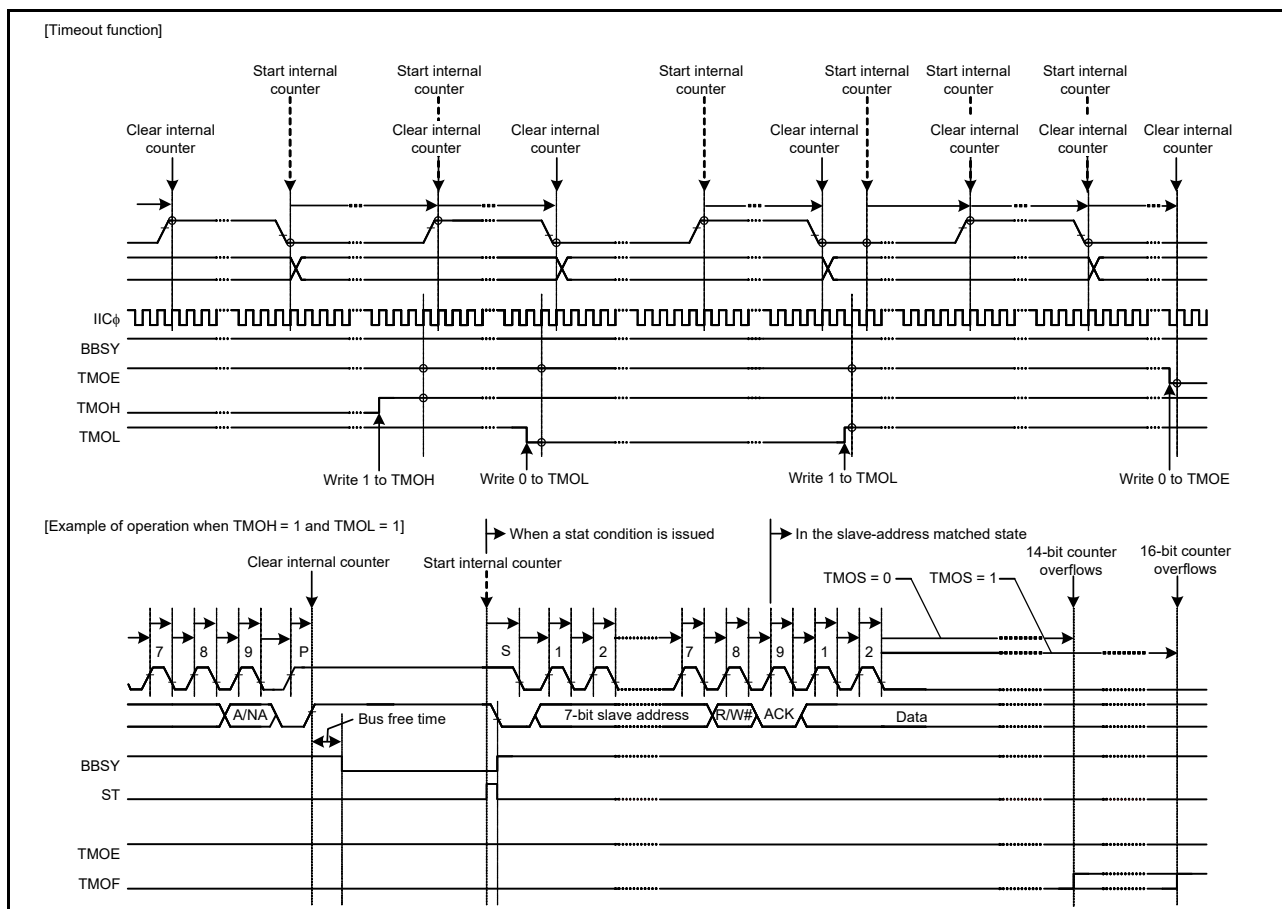 [Timeout function]
Start internal
counter
Start internal
counter
Start internal
counter
Start internal
counter
Start internal
counter
Start internal
counter
Clear internal
counter
Clear internal
counter
Clear internal
counter
Clear internal
counter
Clear internal
counter
Clear internal
counter
Clear internal
counter
IICϕ
BBSY
TMOE
TMOH
TMOL
Write 1 to TMOH
Write 0 to TMOL
Write 1 to TMOL
Write 0 to TMOE
[Example of operation when TMOH = 1 and TMOL = 1]
When a stat condition is issued
In the slave-address matched state
Clear internal counter
Start internal counter
TMOS = 0
TMOS = 1
14-bit counter
overflows
16-bit counter
overflows
7 8 9 P S 1 2 7 8 9 1 2
A/NA
7-bit slave address
R/W#
ACK
Data
Bus free time
BBSY
ST
TMOE
TMOF